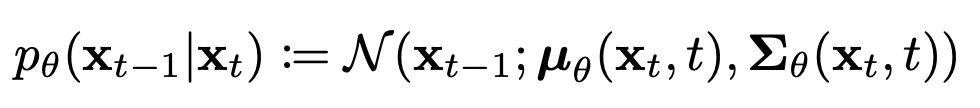 p_θ(𝐱_{t−1}|𝐱_t) := 𝒩(𝐱_{t−1}; 𝝁_θ(𝐱_t, t), 𝚺_θ(𝐱_t, t))